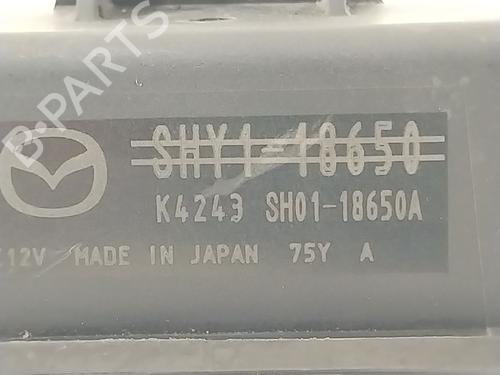 SHY1-18650
K4243 SH01-18650A
12V MADE IN JAPAN 75Y A
B-PARTS